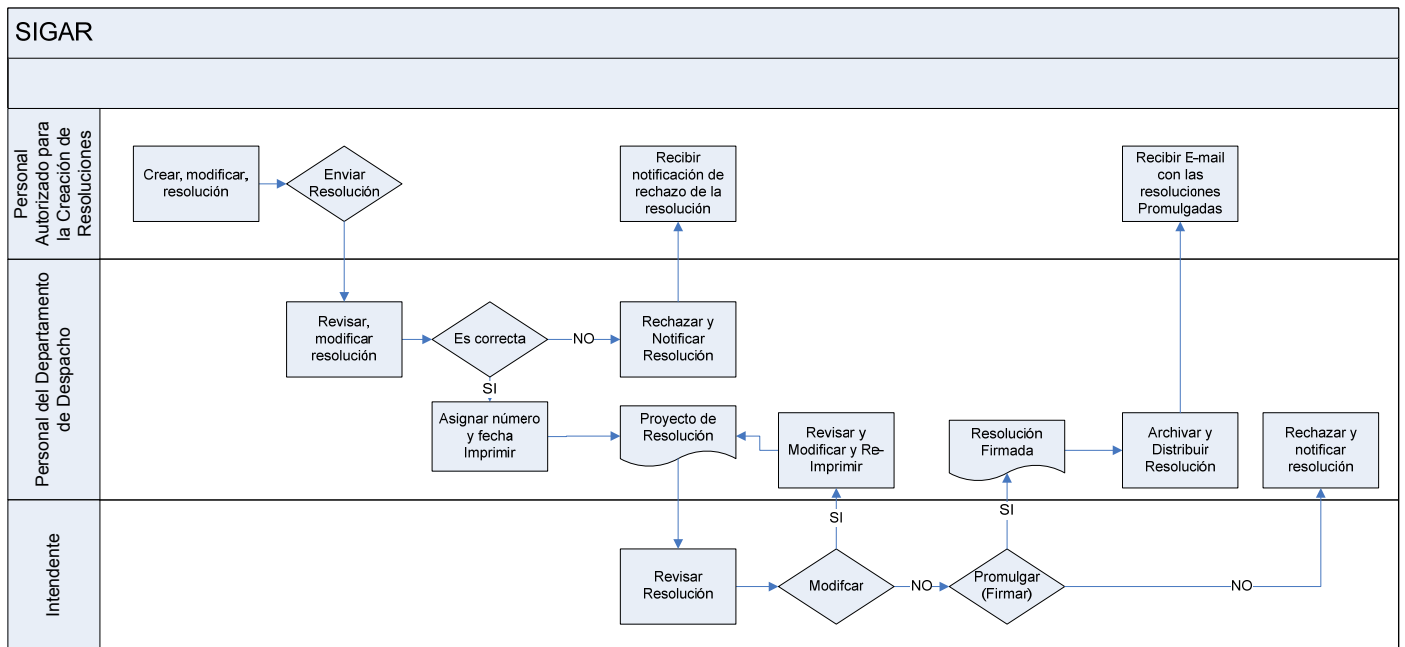 SIGAR
Personal
Autorizado para
la Creación de
Resoluciones
Crear, modificar,
resolución
Enviar
Resolución
Recibir
notificación de
rechazo de la
resolución
Recibir E-mail
con las
resoluciones
Promulgadas
Personal del Departamento
de Despacho
Revisar,
modificar
resolución
Es correcta
NO
Rechazar y
Notificar
Resolución
SI
Asignar número
y fecha
Imprimir
Proyecto de
Resolución
Revisar y
Modificar y Re-
Imprimir
Resolución
Firmada
Archivar y
Distribuir
Resolución
Rechazar y
notificar
resolución
Intendente
Revisar
Resolución
SI
Modifcar
NO
SI
Promulgar
(Firmar)
NO